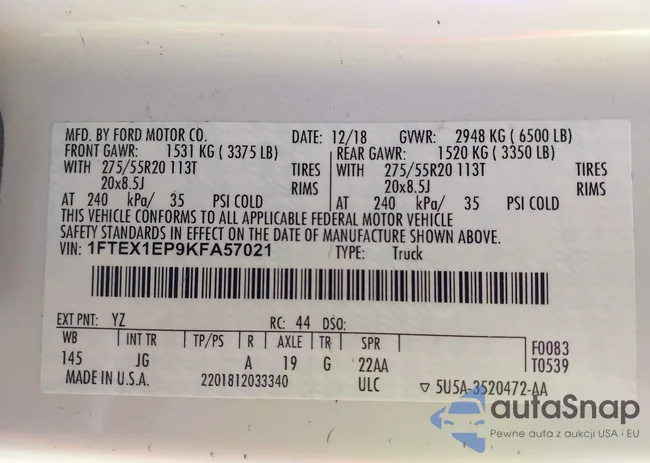 MFD. BY FORD MOTOR CO. DATE: 12/18 GVWR: 2948 KG ( 6500 LB)
FRONT GAWR: 1531 KG ( 3375 LB) REAR GAWR: 1520 KG ( 3350 LB)
WITH 275/55R20 113T TIRES WITH 275/55R20 113T TIRES
20x8.5J RIMS 20x8.5J RIMS
AT 240 kPa/ 35 PSI COLD AT 240 kPa/ 35 PSI COLD
THIS VEHICLE CONFORMS TO ALL APPLICABLE FEDERAL MOTOR VEHICLE
SAFETY STANDARDS IN EFFECT ON THE DATE OF MANUFACTURE SHOWN ABOVE.
VIN: 1FTEX1EP9KFA57021 TYPE: Truck
EXT PNT: YZ RC: 44 DSO:
WB INT TR TP/PS R AXLE TR SPR F0083
145 JG A 19 G 22AA T0539
MADE IN U.S.A. 2201812033340 ULC ▽ 5U5A-3520472-AA
autaSnap
Pewne auta z aukcji USA i EU